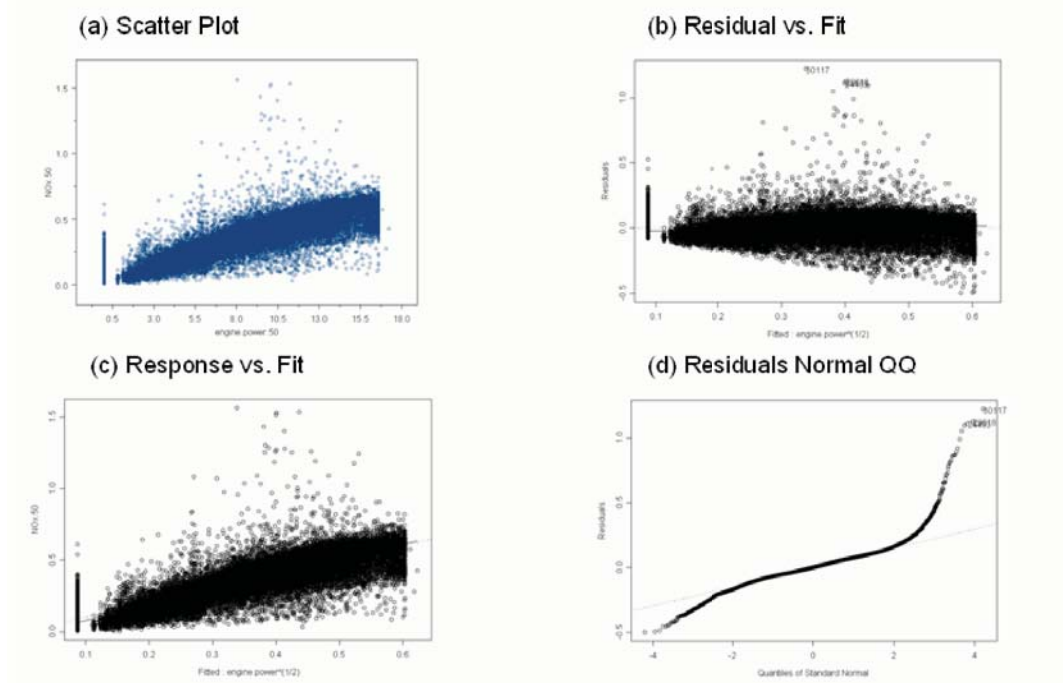 (a) Scatter Plot
(b) Residual vs. Fit
1.5
1.0
0.5
0.0
NOx 50
0.5 3.0 5.5 8.0 10.5 13.0 15.5 18.0
engine.power.50
1.0
0.5
0.0
-0.5
Residuals
50117
0.1 0.2 0.3 0.4 0.5 0.6
Fitted : engine.power^(1/2)
(c) Response vs. Fit
(d) Residuals Normal QQ
1.5
1.0
0.5
0.0
NOx 50
0.1 0.2 0.3 0.4 0.5 0.6
Fitted : engine.power^(1/2)
1.0
0.5
0.0
-0.5
Residuals
50117
-4 -2 0 2 4
Quantiles of Standard Normal